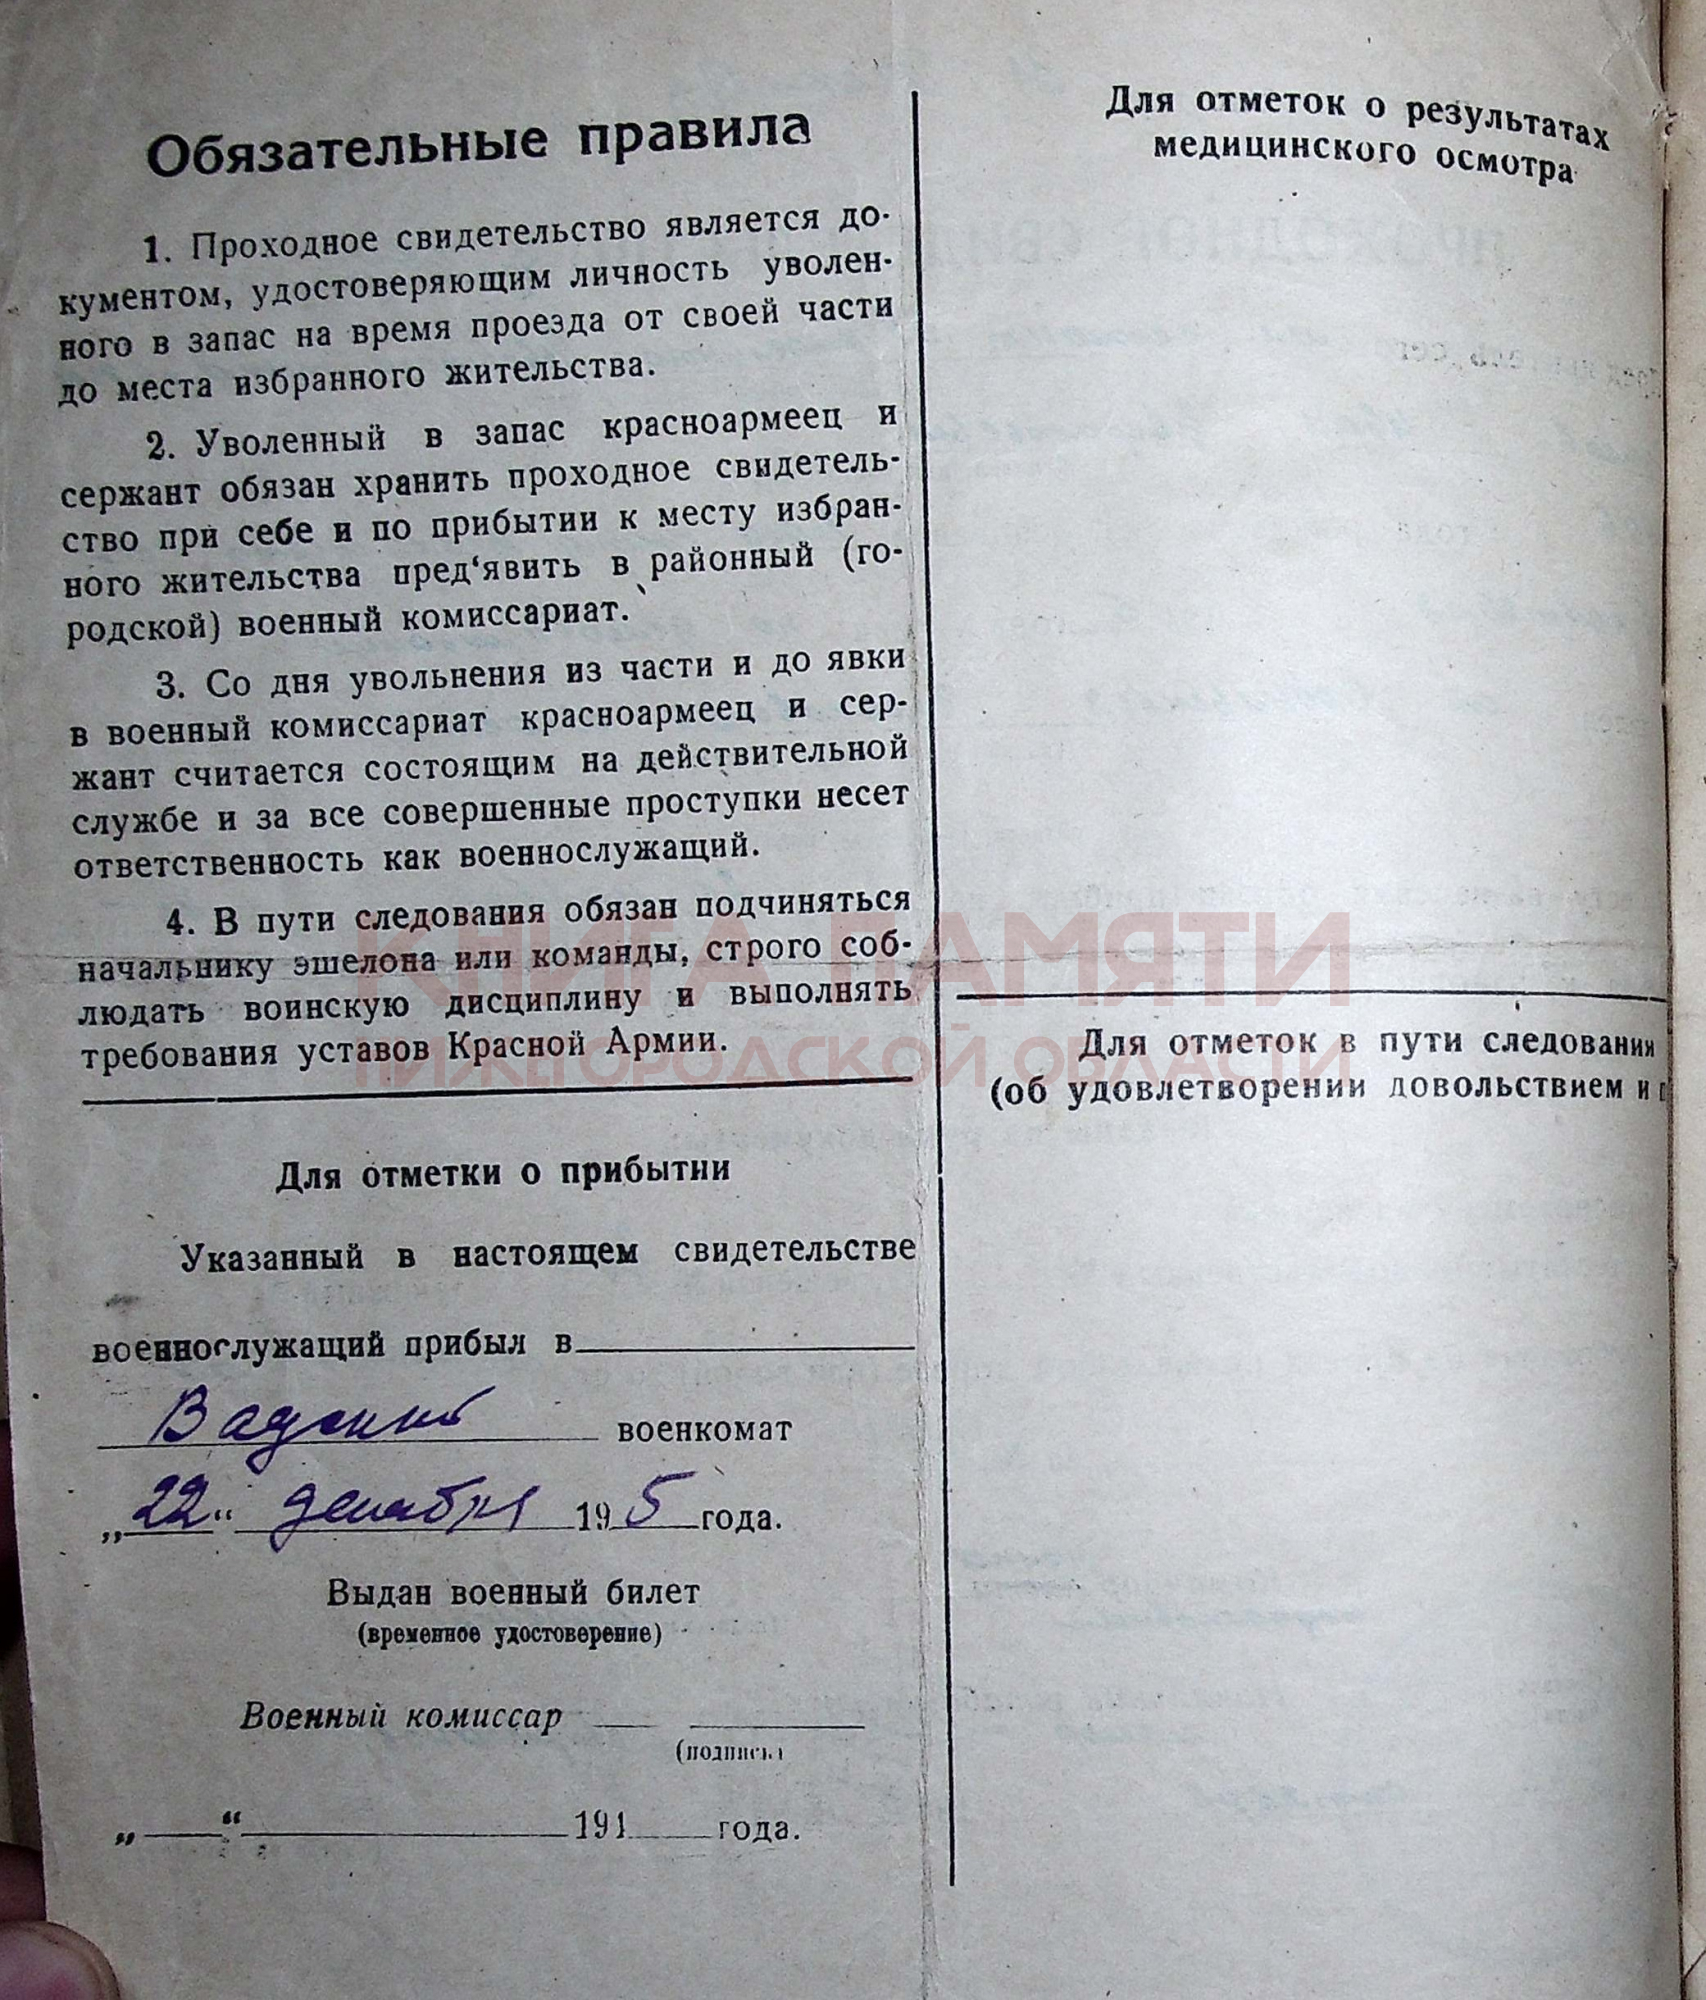 Обязательные правила
1. Проходное свидетельство является до-
кументом, удостоверяющим личность уволен-
ного в запас на время проезда от своей части
до места избранного жительства.
2. Уволенный в запас красноармеец и
сержант обязан хранить проходное свидетель-
ство при себе и по прибытии к месту избран-
ного жительства пред‘явить в районный (го-
родской) военный комиссариат.
3. Со дня увольнения из части и до явки
в военный комиссариат красноармеец и сер-
жант считается состоящим на действительной
службе и за все совершенные проступки несет
ответственность как военнослужащий.
4. В пути следования обязан подчиняться
начальнику эшелона или команды, строго соб-
людать воинскую дисциплину и выполнять
требования уставов Красной Армии.
Для отметки о прибытии
Указанный в настоящем свидетельстве
военнослужащий прибыл в
Вадский военкомат
„22“ декабря 195 года.
Выдан военный билет
(временное удостоверение)
Военный комиссар
(подпись)
„ “ 191 года.
Для отметок о результатах
медицинского осмотра
Для отметок в пути следования
(об удовлетворении довольствием и
КНИГА ПАМЯТИ
НИЖЕГОРОДСКОЙ ОБЛАСТИ